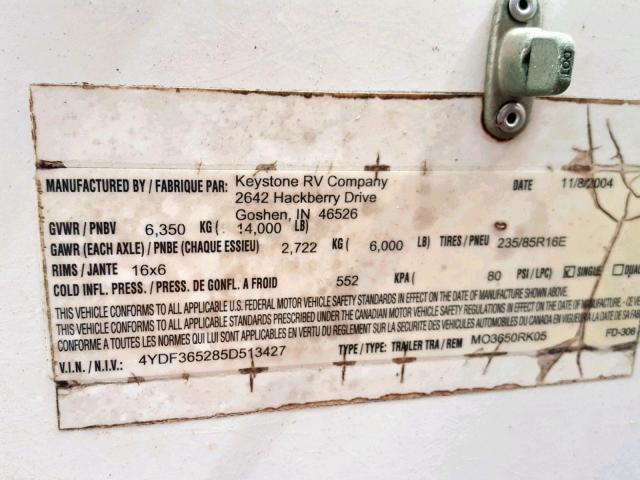 DOT
MANUFACTURED BY / FABRIQUE PAR: Keystone RV Company DATE 11/8/2004
2642 Hackberry Drive
Goshen, IN 46526
GVWR / PNBV 6,350 KG ( 14,000 LB)
GAWR (EACH AXLE) / PNBE (CHAQUE ESSIEU) 2,722 KG ( 6,000 LB) TIRES / PNEU 235/85R16E
RIMS / JANTE 16x6
COLD INFL. PRESS. / PRESS. DE GONFL. A FROID 552 KPA ( 80 PSI / LPC) SINGLE DUAL
THIS VEHICLE CONFORMS TO ALL APPLICABLE U.S. FEDERAL MOTOR VEHICLE SAFETY STANDARDS IN EFFECT ON THE DATE OF MANUFACTURE SHOWN ABOVE.
THIS VEHICLE CONFORMS TO ALL APPLICABLE STANDARDS PRESCRIBED UNDER THE CANADIAN MOTOR VEHICLE SAFETY REGULATIONS IN EFFECT ON THE DATE OF MANUFACTURE
CE VEHICULE EST CONFORME A TOUTES LES NORMES QUI LUI SONT APPLICABLES EN VERTU DU REGLEMENT SUR LA SECURITE DES VEHICULES AUTOMOBILES DU CANADA EN VIGUEUR
V.I.N. / N.I.V.: 4YDF365285D513427 TYPE / TYPE: TRAILER TRA / REM MO3650RK05 FD-306